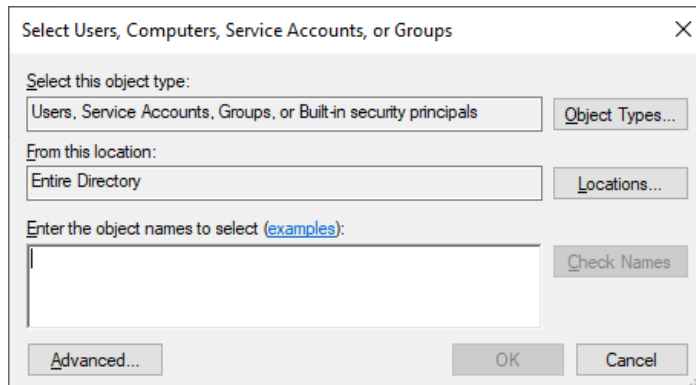 Select Users, Computers, Service Accounts, or Groups
Select this object type:
Users, Service Accounts, Groups, or Built-in security principals
Object Types...
From this location:
Entire Directory
Locations...
Enter the object names to select (examples):
Check Names
Advanced...
OK
Cancel